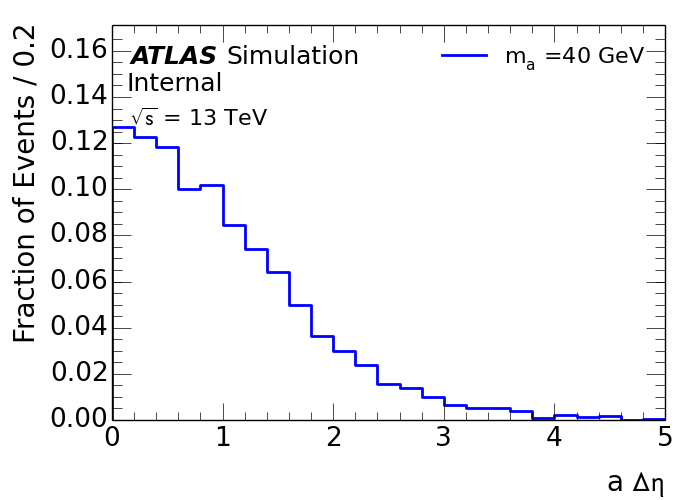 0.16
ATLAS Simulation
Internal
mₐ =40 GeV
√s = 13 TeV
0.14
0.12
0.10
0.08
0.06
0.04
0.02
0.00
Fraction of Events / 0.2
0 1 2 3 4 5
a Δη